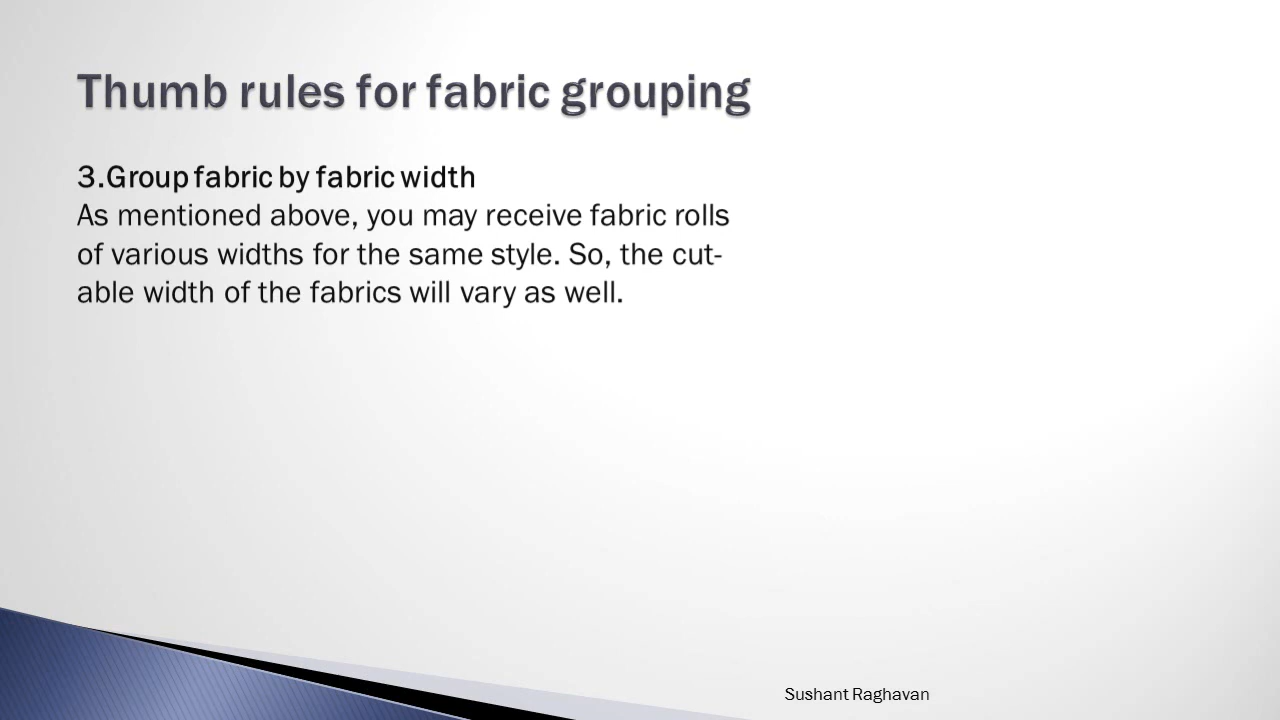 Thumb rules for fabric grouping
3.Group fabric by fabric width
As mentioned above, you may receive fabric rolls
of various widths for the same style. So, the cut-
able width of the fabrics will vary as well.
Sushant Raghavan